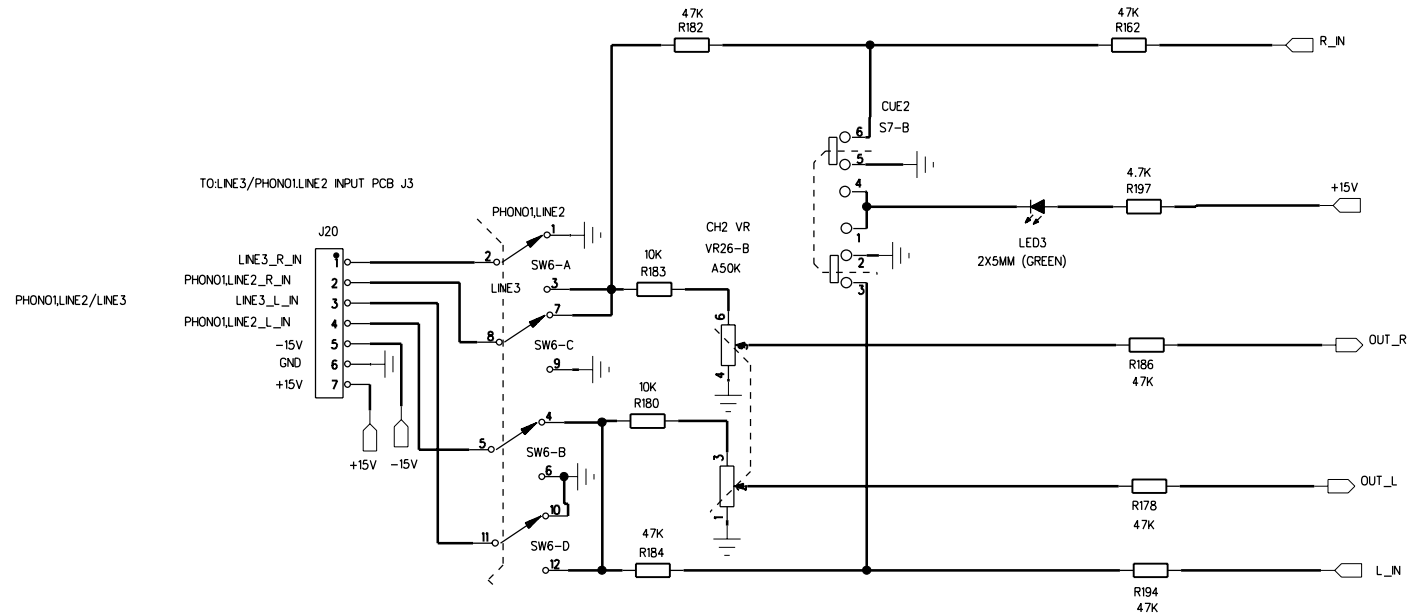 47K
R182
47K
R162
R_IN
CUE2
S7-B
6
5
4
1
2
3
4.7K
R197
+15V
LED3
2X5MM (GREEN)
TO:LINE3/PHONO1.LINE2 INPUT PCB J3
J20
LINE3_R_IN
1
PHONO1,LINE2_R_IN
2
PHONO1,LINE2/LINE3
LINE3_L_IN
3
PHONO1,LINE2_L_IN
4
-15V
5
GND
6
+15V
7
+15V
-15V
PHONO1,LINE2
1
2
SW6-A
LINE3
3
7
8
SW6-C
9
4
5
SW6-B
6
10
11
SW6-D
12
10K
R183
CH2 VR
VR26-B
A50K
6
5
4
OUT_R
R186
47K
10K
R180
3
2
1
OUT_L
R178
47K
47K
R184
L_IN
R194
47K